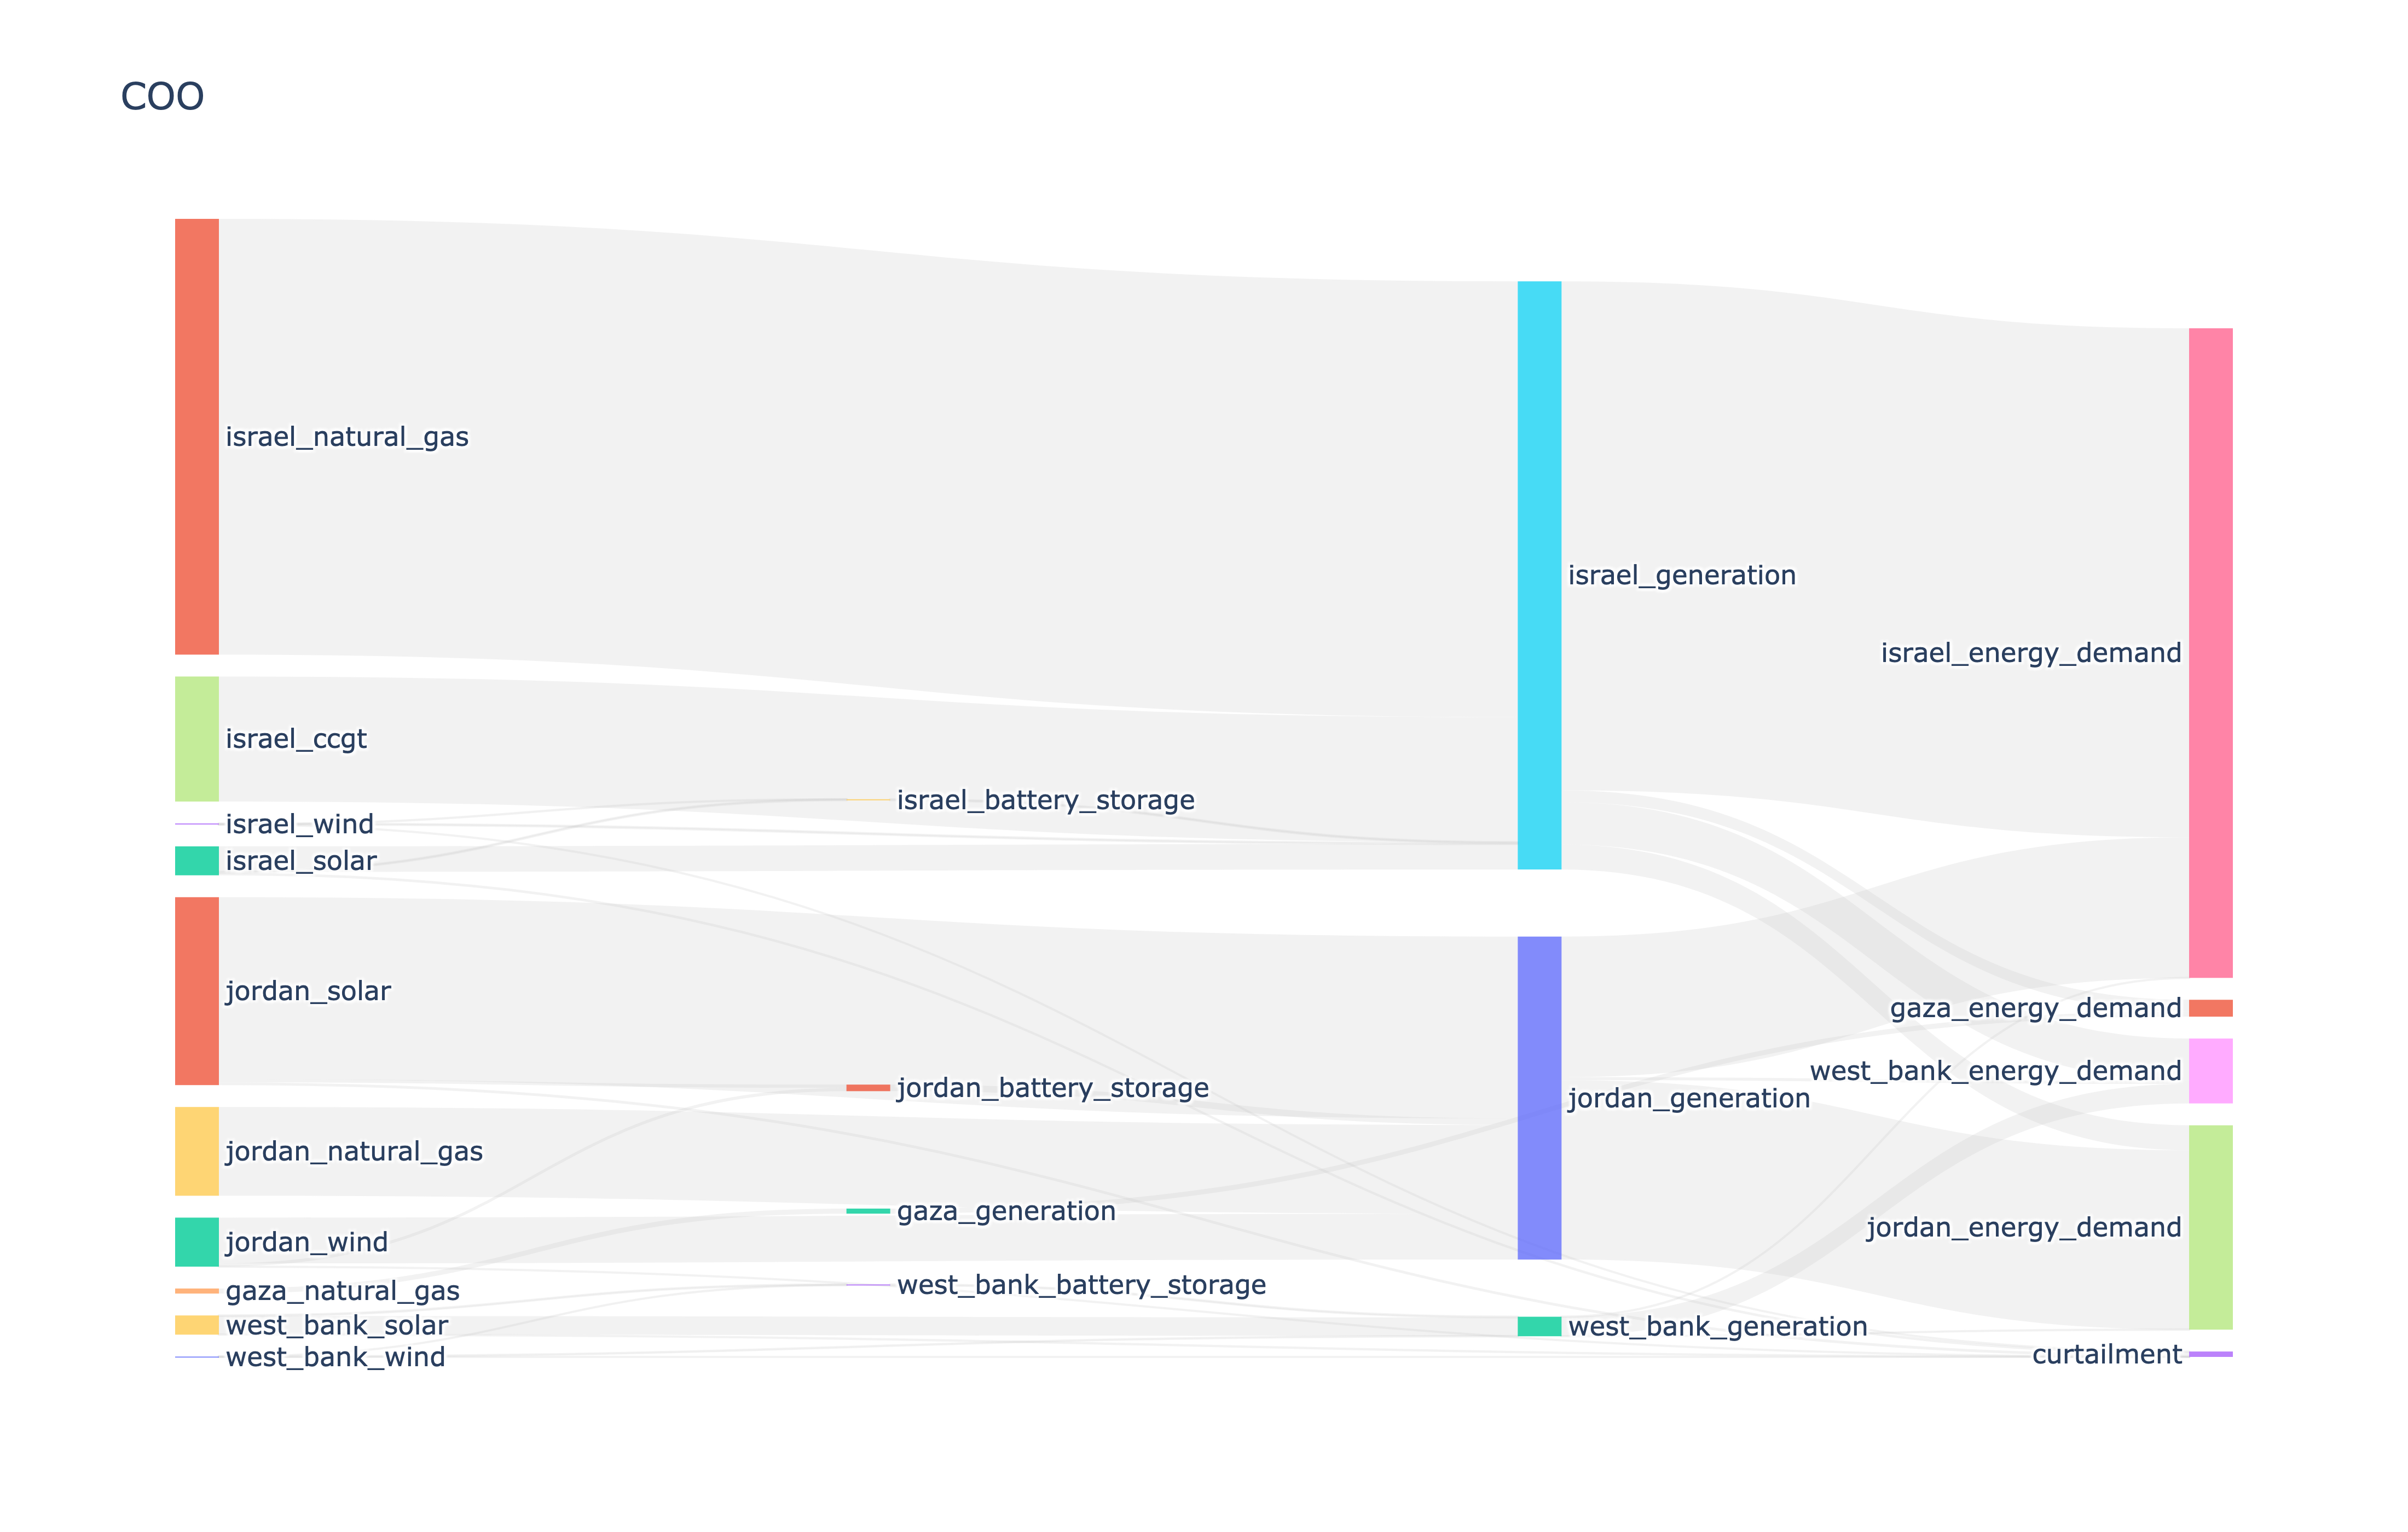 COO
israel_natural_gas
israel_ccgt
israel_wind
israel_solar
jordan_solar
jordan_natural_gas
jordan_wind
gaza_natural_gas
west_bank_solar
west_bank_wind
israel_battery_storage
jordan_battery_storage
gaza_generation
west_bank_battery_storage
israel_generation
jordan_generation
west_bank_generation
israel_energy_demand
gaza_energy_demand
west_bank_energy_demand
jordan_energy_demand
curtailment